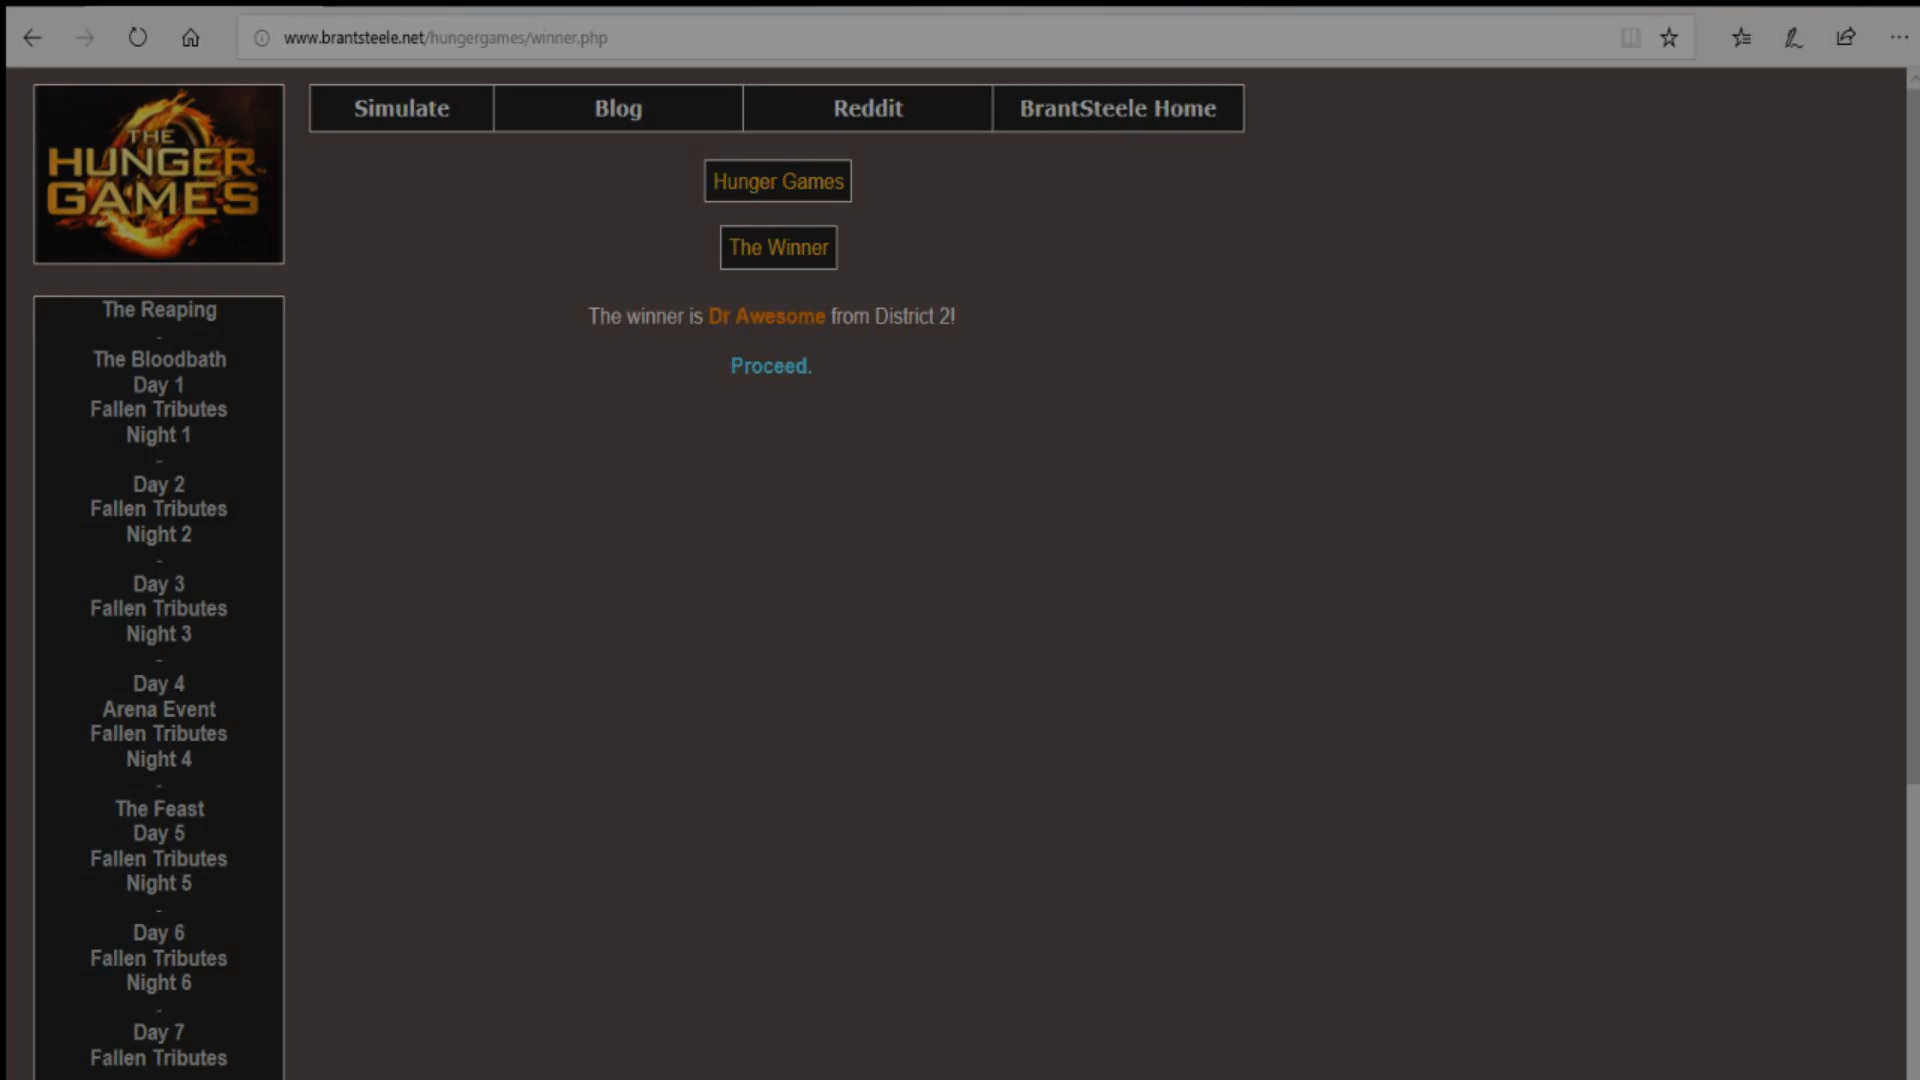 www.brantsteele.net/hungergames/winner.php
THE
HUNGER
GAMES
Simulate
Blog
Reddit
BrantSteele Home
Hunger Games
The Winner
The winner is Dr Awesome from District 2!
Proceed.
The Reaping
-
The Bloodbath
Day 1
Fallen Tributes
Night 1
-
Day 2
Fallen Tributes
Night 2
-
Day 3
Fallen Tributes
Night 3
-
Day 4
Arena Event
Fallen Tributes
Night 4
-
The Feast
Day 5
Fallen Tributes
Night 5
-
Day 6
Fallen Tributes
Night 6
-
Day 7
Fallen Tributes